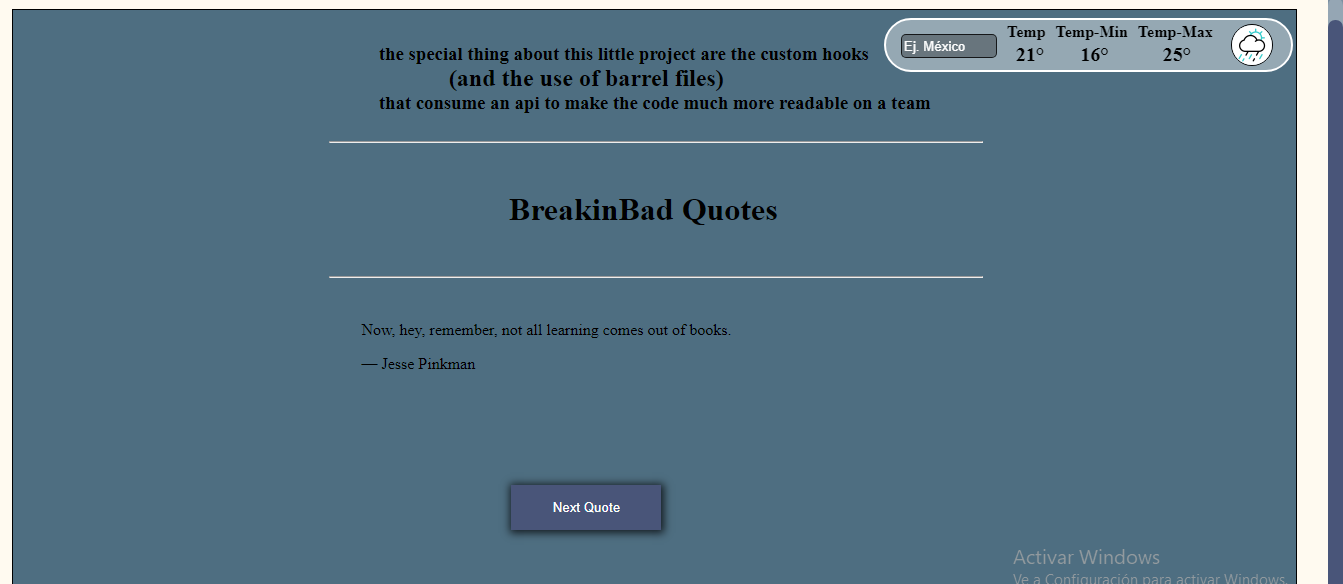 the special thing about this little project are the custom hooks
(and the use of barrel files)
that consume an api to make the code much more readable on a team
Ej. México
Temp Temp-Min Temp-Max
21° 16° 25°
BreakinBad Quotes
Now, hey, remember, not all learning comes out of books.
— Jesse Pinkman
Next Quote
Activar Windows
Ve a Configuración para activar Windows.